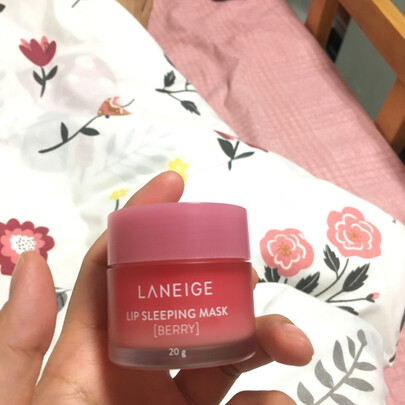 LANEIGE
LIP SLEEPING MASK
[BERRY]
20 g